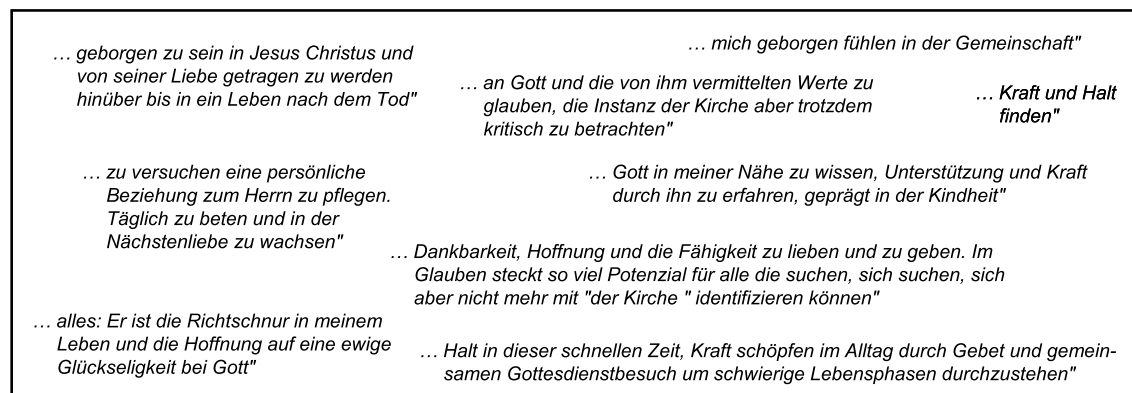 … geborgen zu sein in Jesus Christus und
von seiner Liebe getragen zu werden
hinüber bis in ein Leben nach dem Tod"
… mich geborgen fühlen in der Gemeinschaft"
… an Gott und die von ihm vermittelten Werte zu
glauben, die Instanz der Kirche aber trotzdem
kritisch zu betrachten"
… Kraft und Halt
finden"
… zu versuchen eine persönliche
Beziehung zum Herrn zu pflegen.
Täglich zu beten und in der
Nächstenliebe zu wachsen"
… Gott in meiner Nähe zu wissen, Unterstützung und Kraft
durch ihn zu erfahren, geprägt in der Kindheit"
… Dankbarkeit, Hoffnung und die Fähigkeit zu lieben und zu geben. Im
Glauben steckt so viel Potenzial für alle die suchen, sich suchen, sich
aber nicht mehr mit "der Kirche " identifizieren können"
… alles: Er ist die Richtschnur in meinem
Leben und die Hoffnung auf eine ewige
Glückseligkeit bei Gott"
… Halt in dieser schnellen Zeit, Kraft schöpfen im Alltag durch Gebet und gemein-
samen Gottesdienstbesuch um schwierige Lebensphasen durchzustehen"